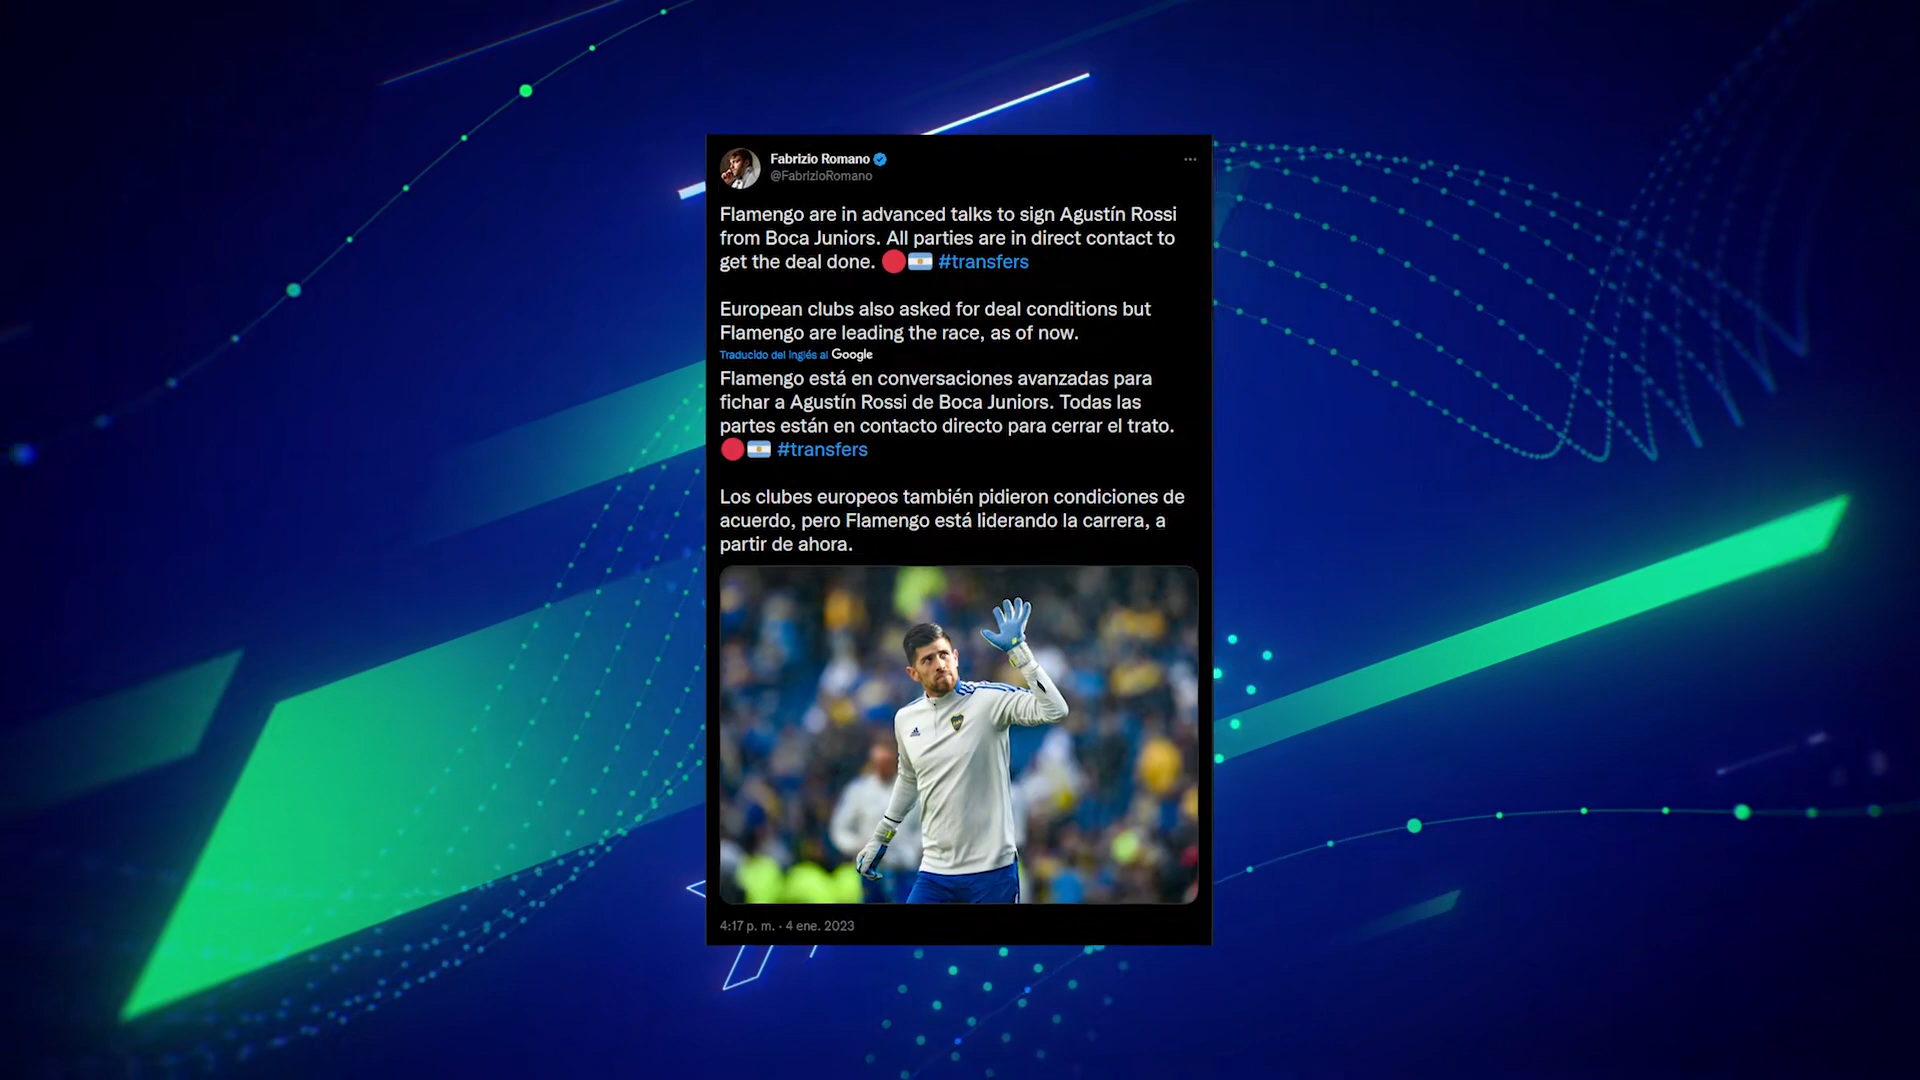 Fabrizio Romano
@FabrizioRomano
Flamengo are in advanced talks to sign Agustín Rossi
from Boca Juniors. All parties are in direct contact to
get the deal done. 🔴🇦🇷 #transfers
European clubs also asked for deal conditions but
Flamengo are leading the race, as of now.
Traducido del Inglés al Google
Flamengo está en conversaciones avanzadas para
fichar a Agustín Rossi de Boca Juniors. Todas las
partes están en contacto directo para cerrar el trato.
🔴🇦🇷 #transfers
Los clubes europeos también pidieron condiciones de
acuerdo, pero Flamengo está liderando la carrera, a
partir de ahora.
4:17 p. m. · 4 ene. 2023